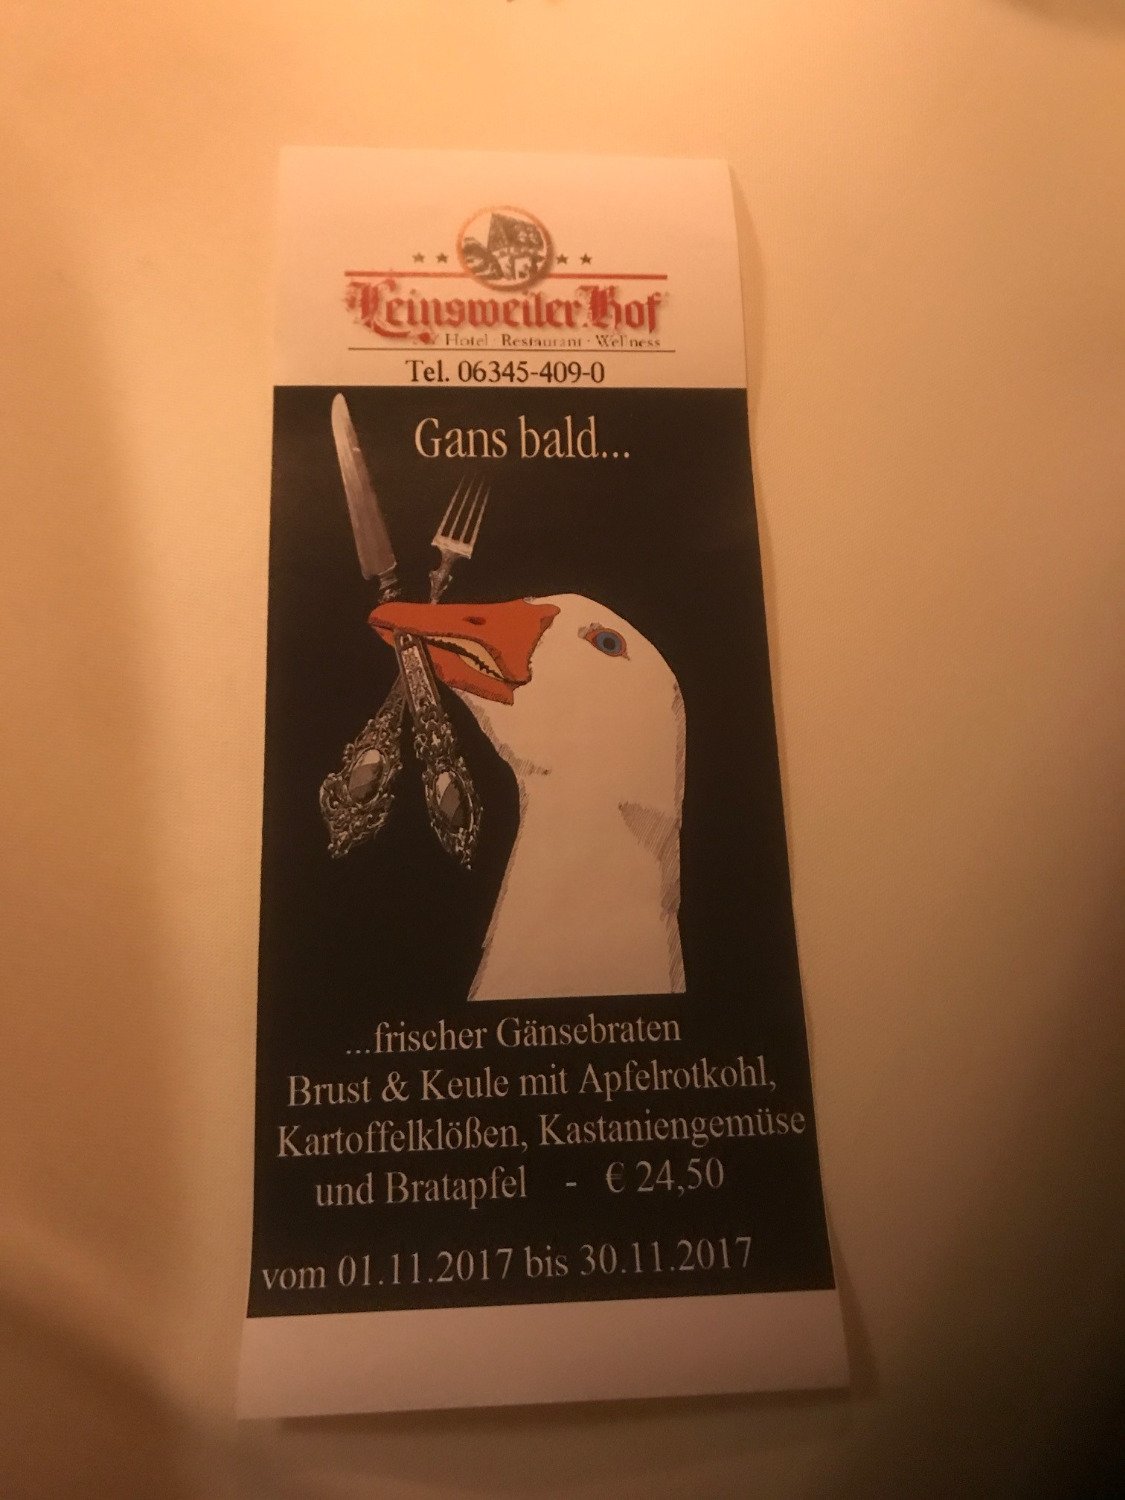 Leinsweiler Hof
Hotel · Restaurant · Wellness
Tel. 06345-409-0
Gans bald...
...frischer Gänsebraten
Brust & Keule mit Apfelrotkohl,
Kartoffelklößen, Kastaniengemüse
und Bratapfel - € 24,50
vom 01.11.2017 bis 30.11.2017